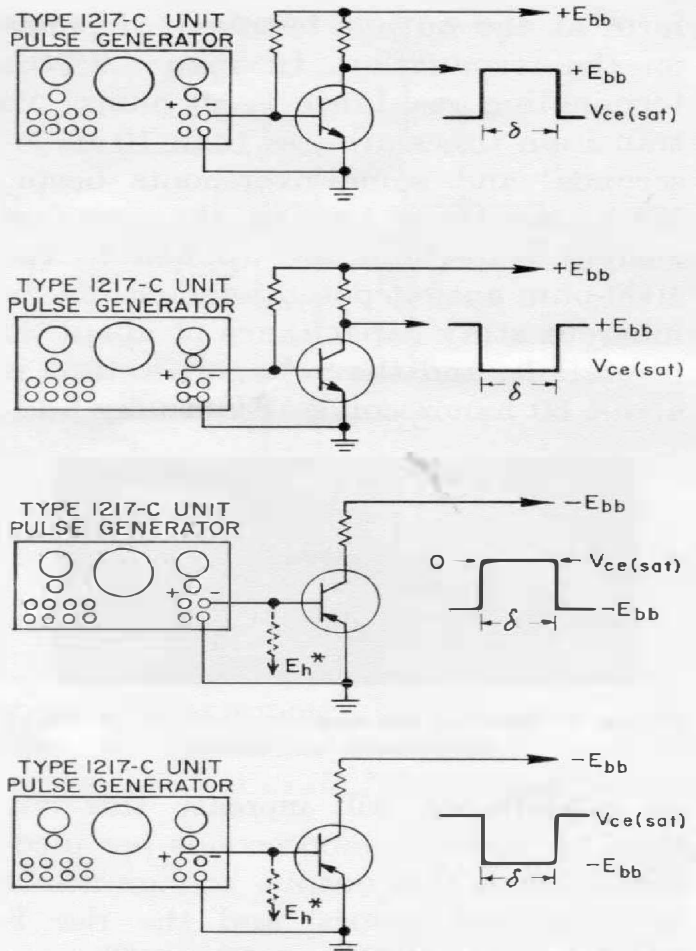 TYPE 1217-C UNIT
PULSE GENERATOR
+Ebb
+
+Ebb
δ
Vce(sat)
TYPE 1217-C UNIT
PULSE GENERATOR
+Ebb
+
+Ebb
δ
Vce(sat)
TYPE 1217-C UNIT
PULSE GENERATOR
-Ebb
+ -
O
Vce(sat)
-Ebb
δ
Eh*
TYPE 1217-C UNIT
PULSE GENERATOR
-Ebb
+ -
Vce(sat)
-Ebb
δ
Eh*